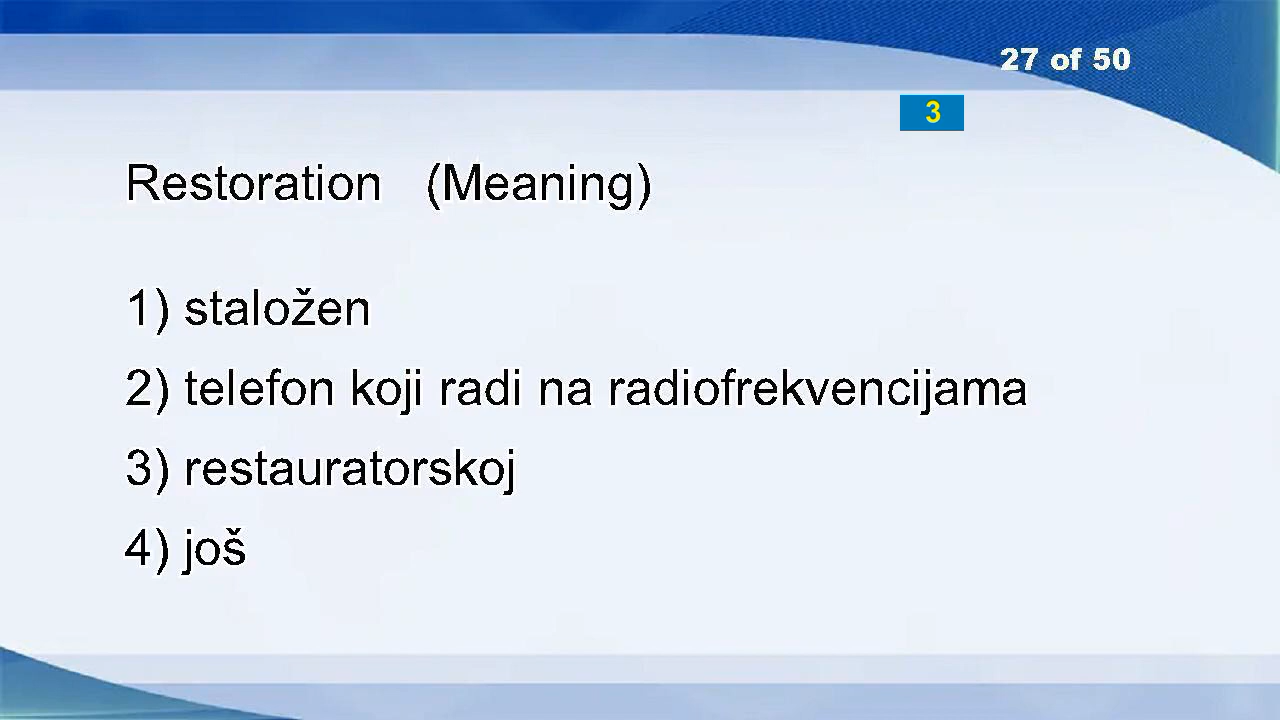 27 of 50
3
Restoration (Meaning)
1) staložen
2) telefon koji radi na radiofrekvencijama
3) restauratorskoj
4) još